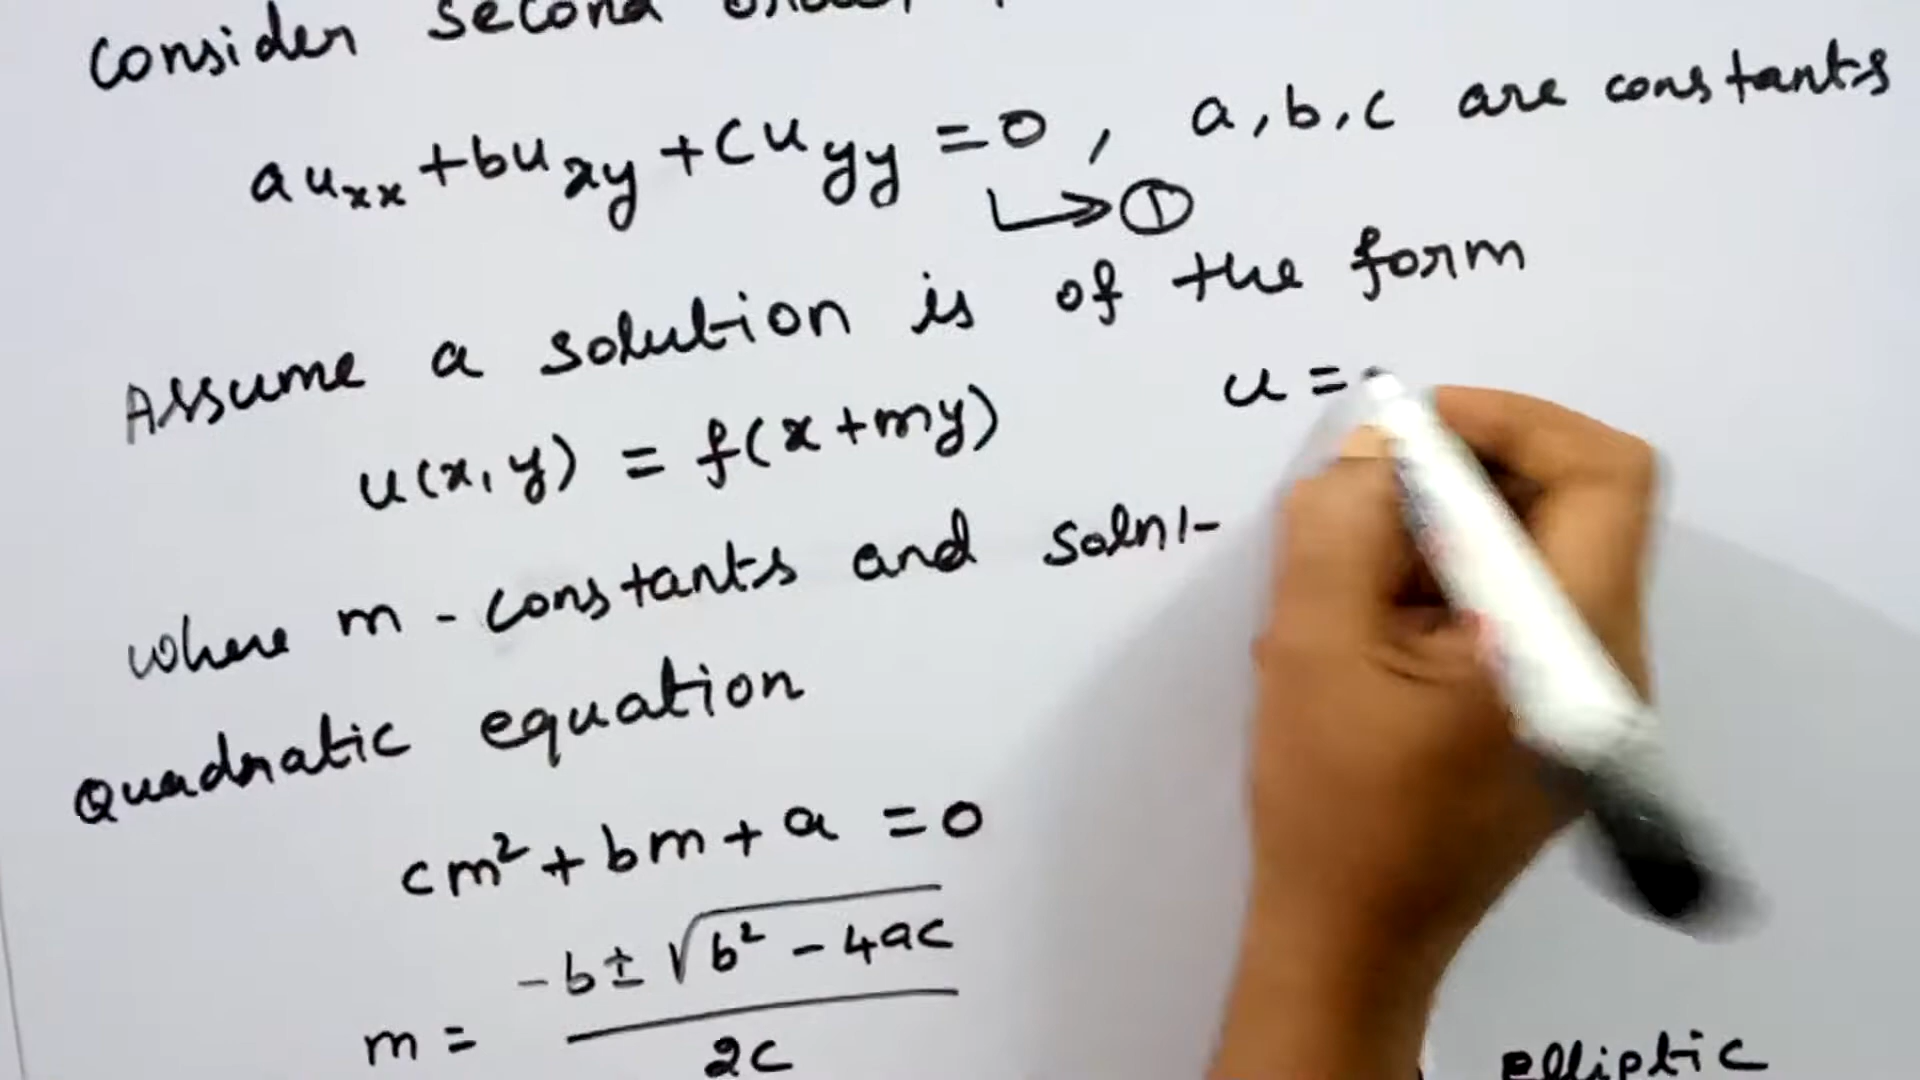 Consider second
au_xx + bu_xy + cu_yy = 0, a, b, c are constants
↳ ①
Assume a solution is of the form
u(x, y) = f(x + my)
u =
where m - constants and soln :-
Quadratic equation
cm² + bm + a = 0
m = (-b ± √(b² - 4ac)) / 2c
elliptic